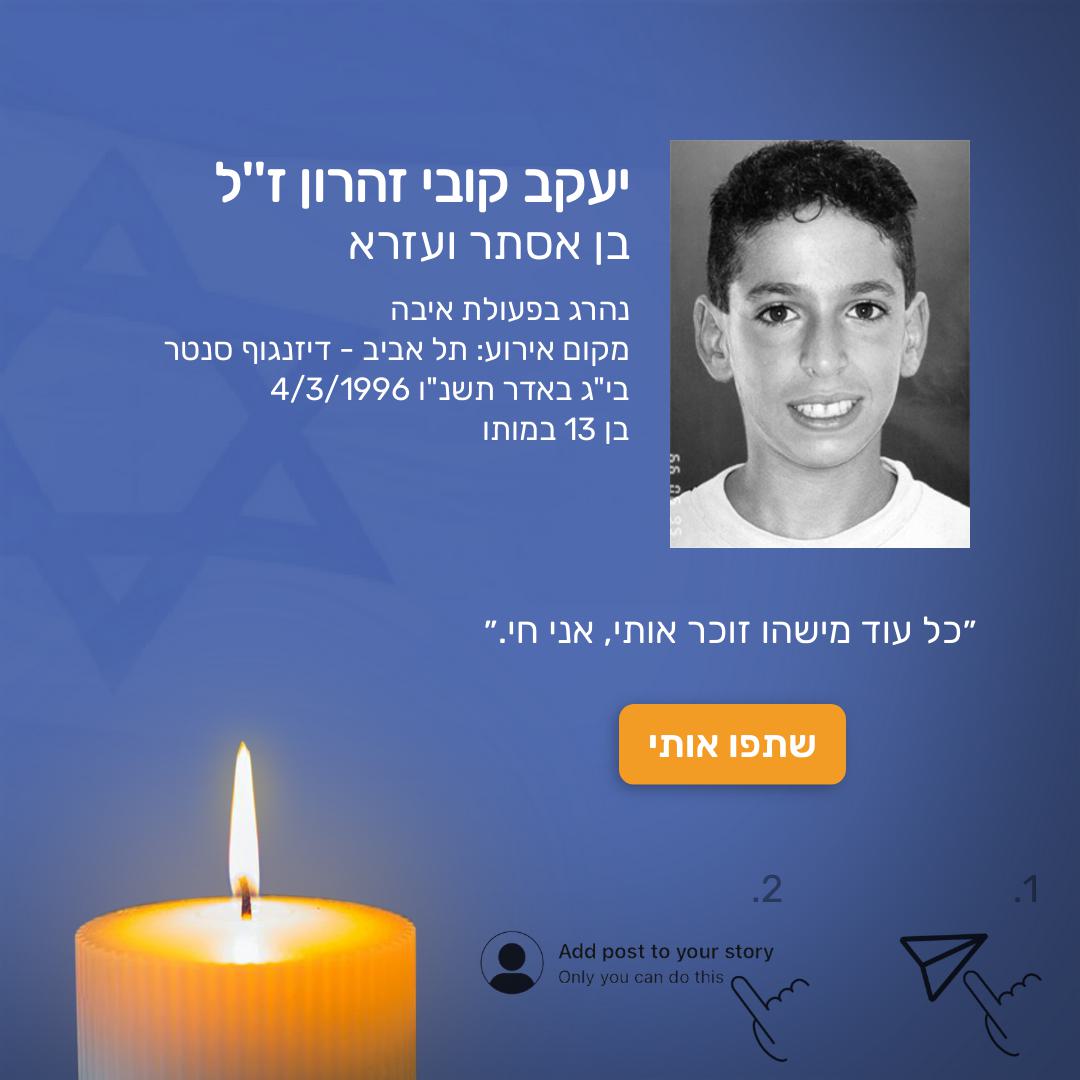 יעקב קובי זהרון ז"ל
בן אסתר ועזרא
נהרג בפעולת איבה
מקום אירוע: תל אביב - דיזנגוף סנטר
בי"ג באדר תשנ"ו 4/3/1996
בן 13 במותו
״כל עוד מישהו זוכר אותי, אני חי.״
שתפו אותי
1.
2.
Add post to your story
Only you can do this